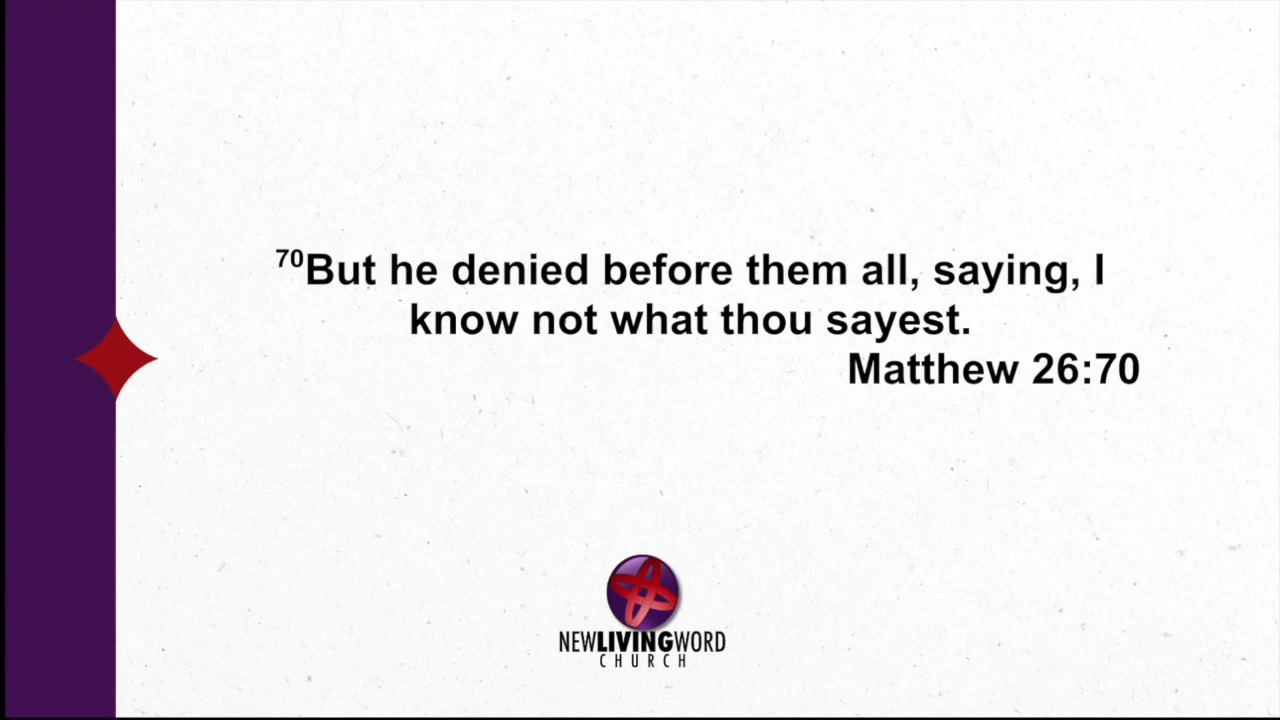 ⁷⁰But he denied before them all, saying, I
know not what thou sayest.
Matthew 26:70
NEWLIVINGWORD
CHURCH